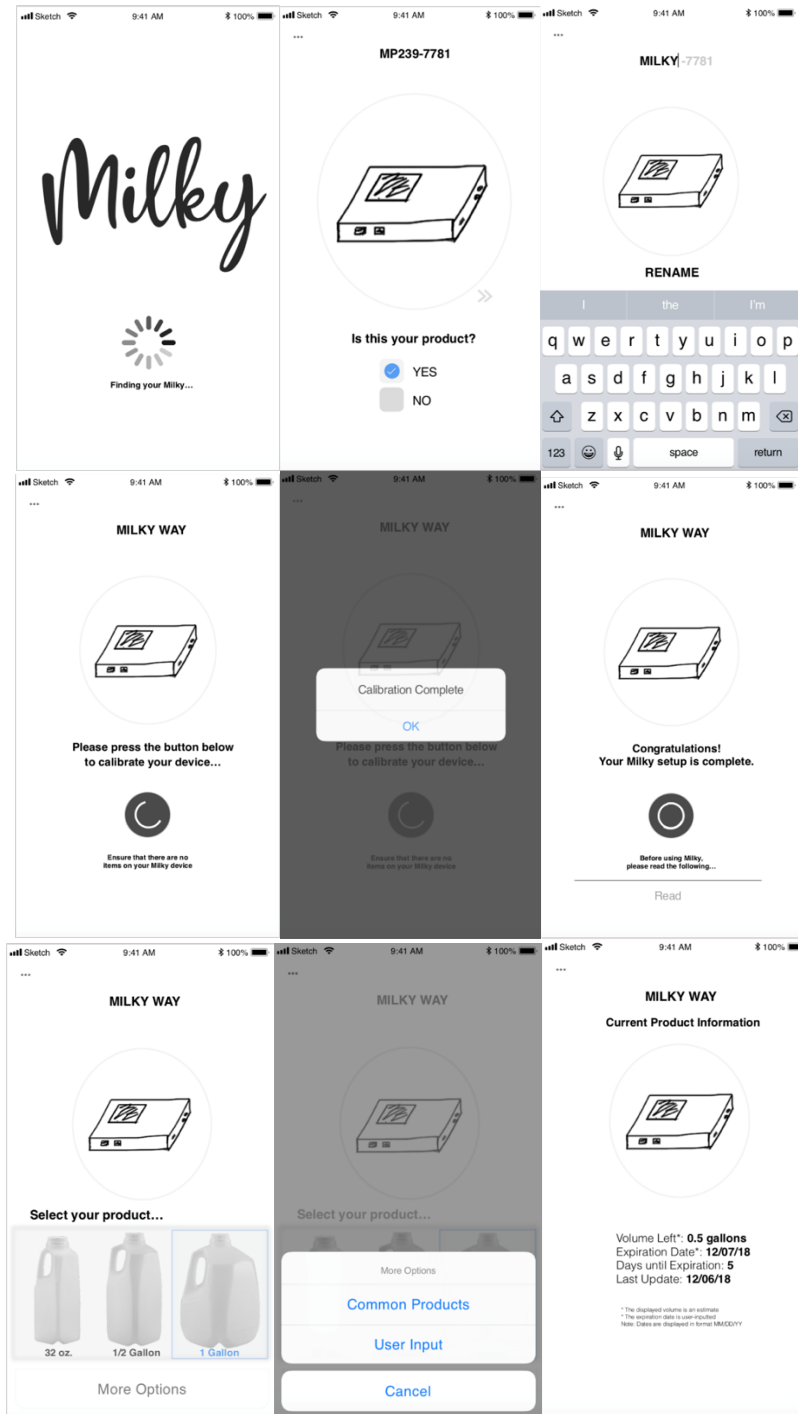 Sketch 9:41 AM 100%
Milky
Finding your Milky...
Sketch 9:41 AM 100%
...
MP239-7781
Is this your product?
YES
NO
Sketch 9:41 AM 100%
...
MILKY -7781
RENAME
I the I'm
q w e r t y u i o p
a s d f g h j k l
z x c v b n m
123 space return
Sketch 9:41 AM 100%
...
MILKY WAY
Please press the button below
to calibrate your device...
Ensure that there are no
items on your Milky device
Sketch 9:41 AM 100%
...
MILKY WAY
Calibration Complete
OK
Please press the button below
to calibrate your device...
Ensure that there are no
items on your Milky device
Sketch 9:41 AM 100%
...
MILKY WAY
Congratulations!
Your Milky setup is complete.
Before using Milky,
please read the following...
Read
Sketch 9:41 AM 100%
...
MILKY WAY
Select your product...
32 oz. 1/2 Gallon 1 Gallon
More Options
Sketch 9:41 AM 100%
...
MILKY WAY
Select your product...
More Options
Common Products
User Input
Cancel
Sketch 9:41 AM 100%
...
MILKY WAY
Current Product Information
Volume Left*: 0.5 gallons
Expiration Date*: 12/07/18
Days until Expiration: 5
Last Update: 12/06/18
* The displayed volume is an estimate
* The expiration date is user-inputted
Note: Dates are displayed in format MM/DD/YY